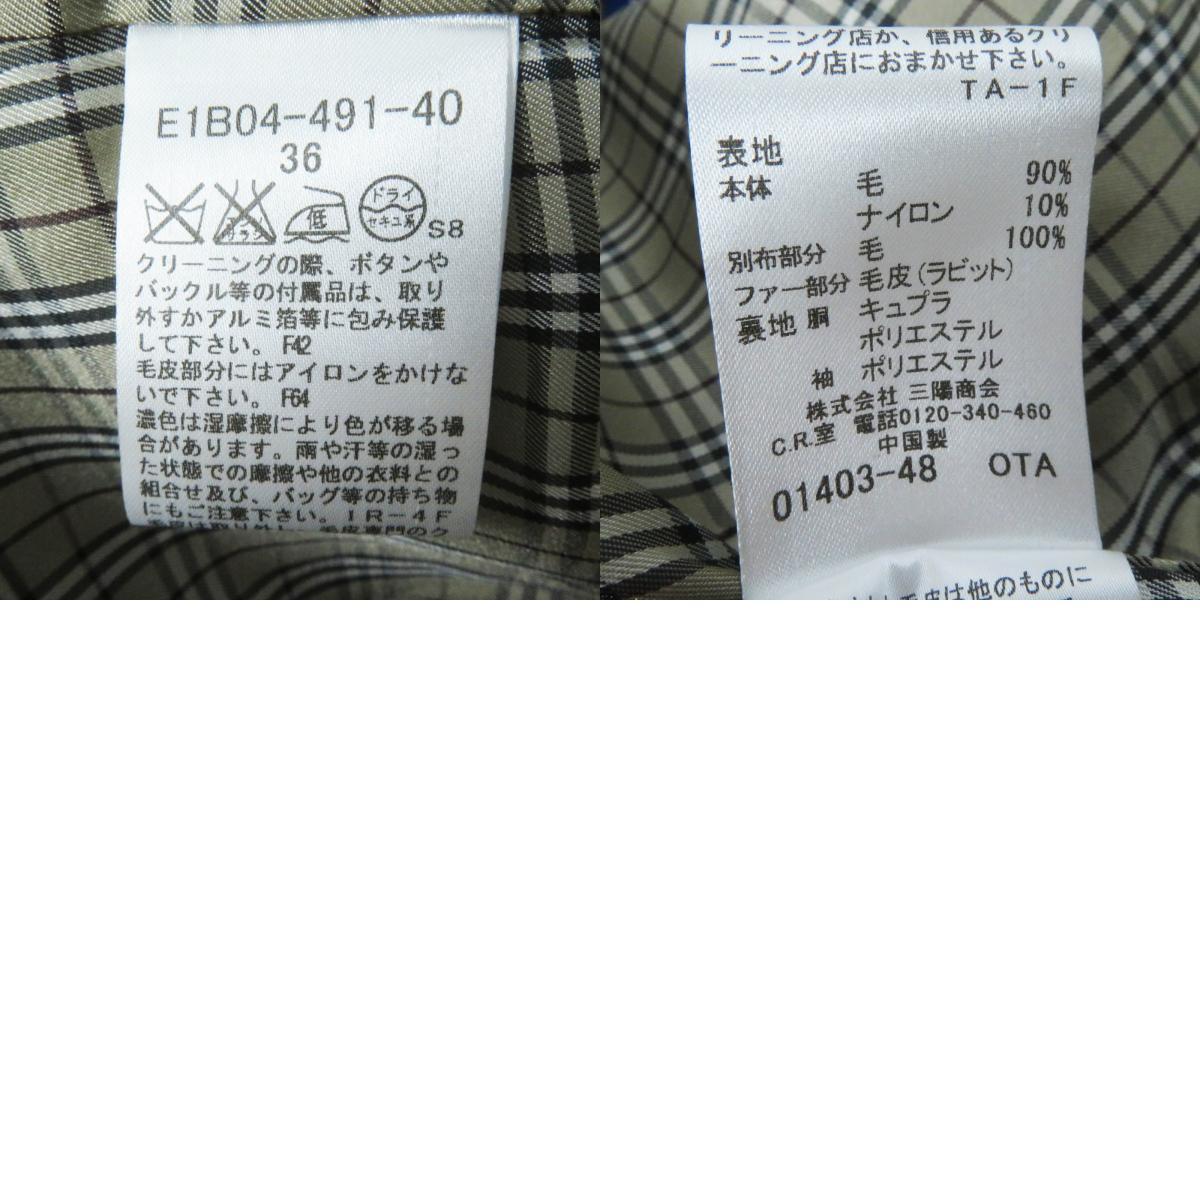 E1B04-491-40
36
低
ドライ
セキユ系
S8
クリーニングの際、ボタンや
バックル等の付属品は、取り
外すかアルミ箔等に包み保護
して下さい。 F42
毛皮部分にはアイロンをかけな
いで下さい。 F64
濃色は湿摩擦により色が移る場
合があります。雨や汗等の湿っ
た状態での摩擦や他の衣料との
組合せ及び、バッグ等の持ち物
にもご注意下さい。 IR-4F
リーニング店か、信用あるクリ
ーニング店におまかせ下さい。
TA-1F
表地
本体 毛 90%
ナイロン 10%
別布部分 毛 100%
ファー部分 毛皮(ラビット)
裏地 胴 キュプラ
ポリエステル
袖 ポリエステル
株式会社 三陽商会
C.R.室 電話0120-340-460
中国製
01403-48 OTA
皮は他のものに